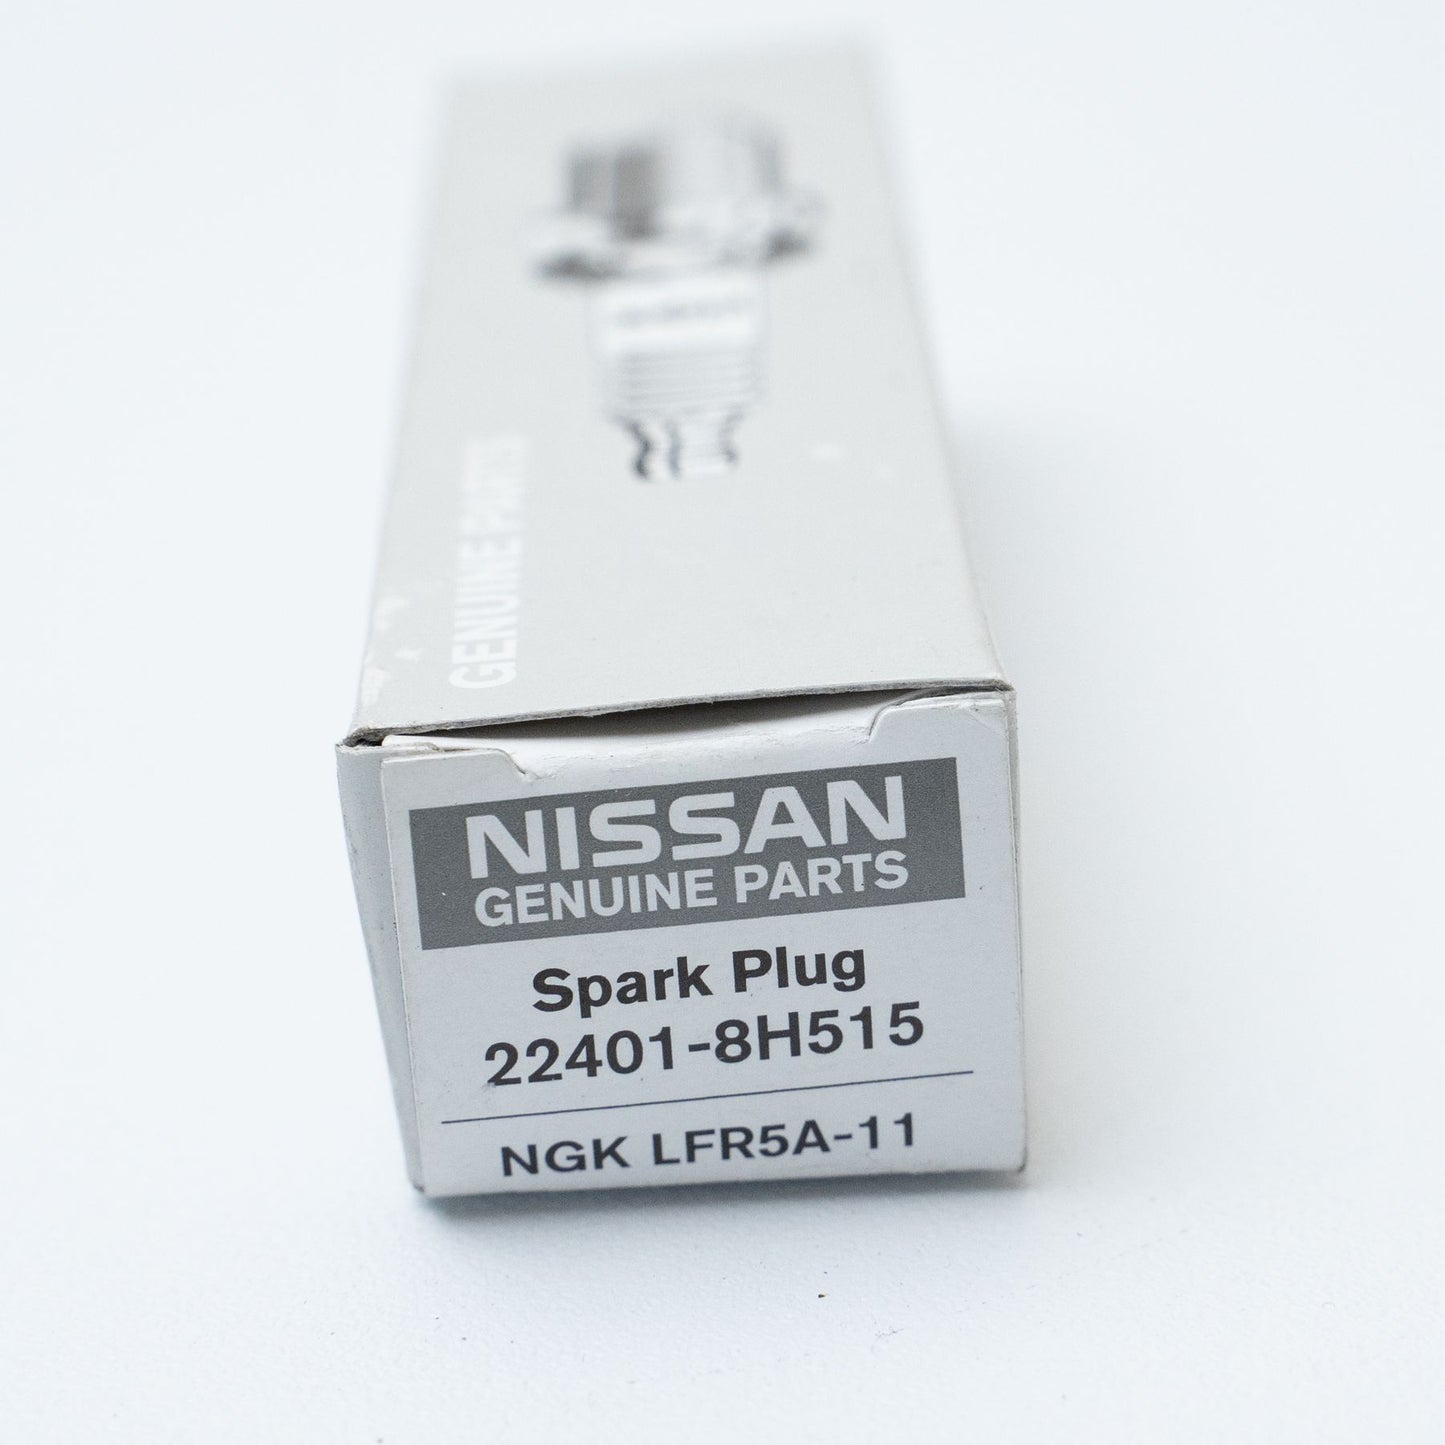 GENUINE PARTS
NISSAN
GENUINE PARTS
Spark Plug
22401-8H515
NGK LFR5A-11